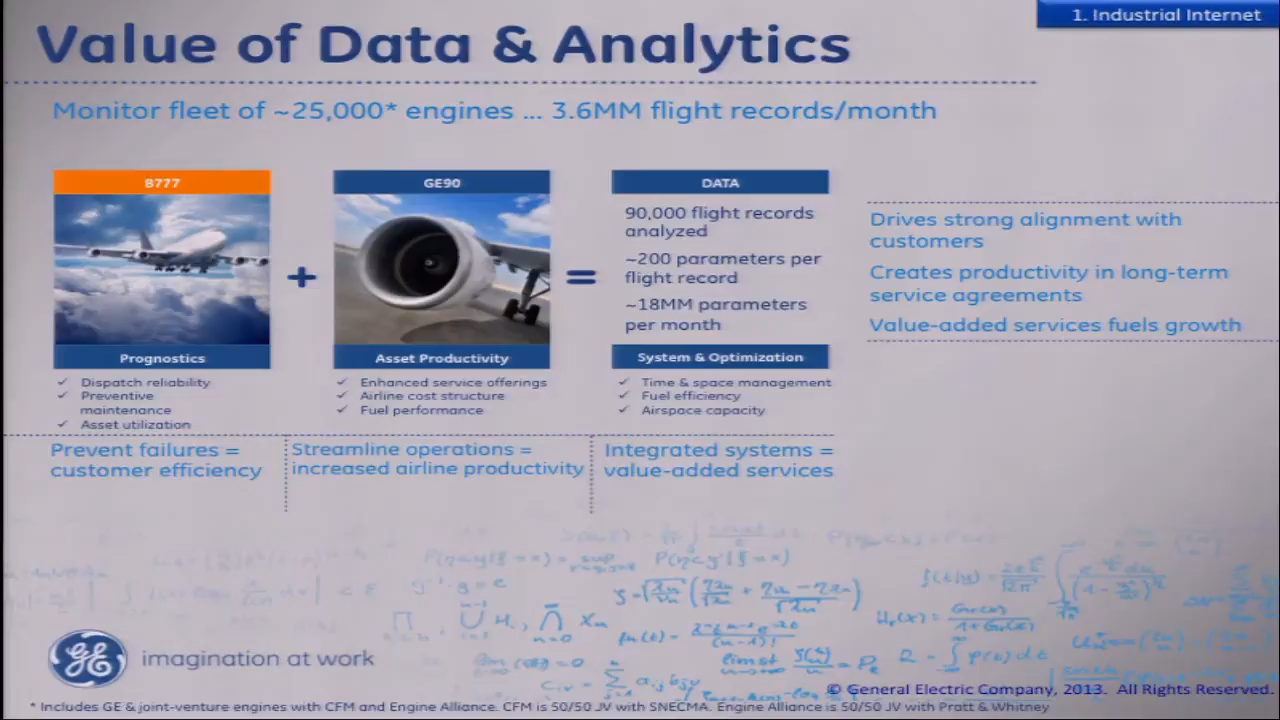 1. Industrial Internet
Value of Data & Analytics
Monitor fleet of ~25,000* engines ... 3.6MM flight records/month
B777
Prognostics
✓ Dispatch reliability
✓ Preventive
maintenance
✓ Asset utilization
Prevent failures =
customer efficiency
+
GE90
Asset Productivity
✓ Enhanced service offerings
✓ Airline cost structure
✓ Fuel performance
Streamline operations =
increased airline productivity
=
DATA
90,000 flight records
analyzed
~200 parameters per
flight record
~18MM parameters
per month
System & Optimization
✓ Time & space management
✓ Fuel efficiency
✓ Airspace capacity
Integrated systems =
value-added services
Drives strong alignment with
customers
Creates productivity in long-term
service agreements
Value-added services fuels growth
GE
imagination at work
© General Electric Company, 2013. All Rights Reserved.
* Includes GE & joint-venture engines with CFM and Engine Alliance. CFM is 50/50 JV with SNECMA. Engine Alliance is 50/50 JV with Pratt & Whitney